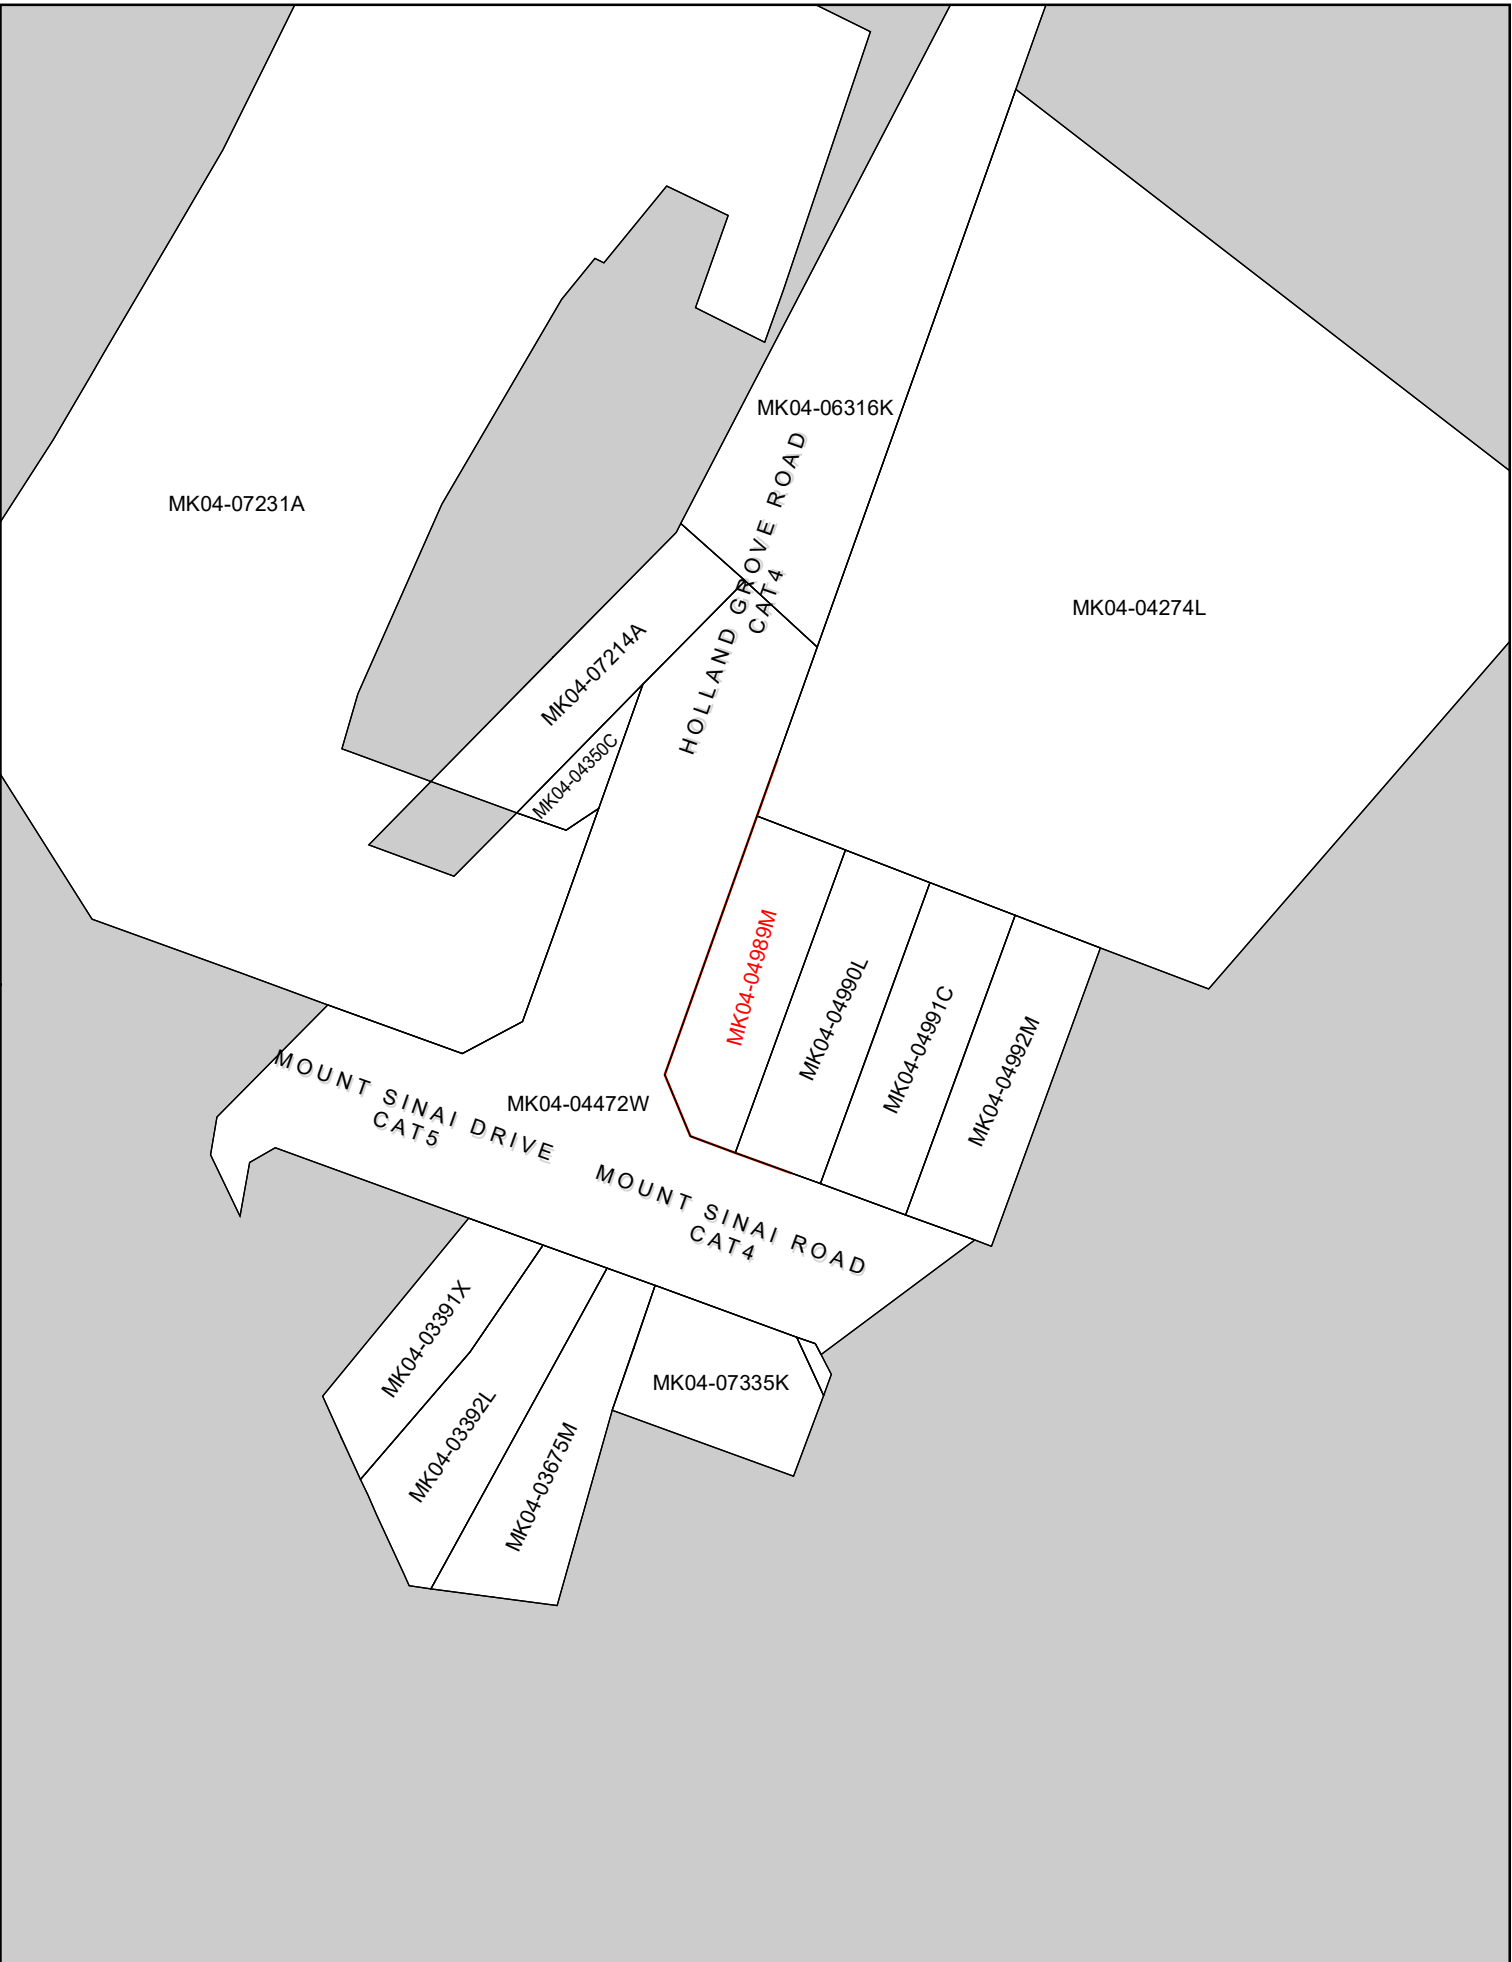 MK04-06316K
MK04-07231A
HOLLAND GROVE ROAD
CAT4
MK04-04274L
MK04-07214A
MK04-04350C
MK04-04989M
MK04-04990L
MK04-04991C
MK04-04992M
MOUNT SINAI DRIVE
CAT5
MK04-04472W
MOUNT SINAI ROAD
CAT4
MK04-03391X
MK04-03392L
MK04-03675M
MK04-07335K